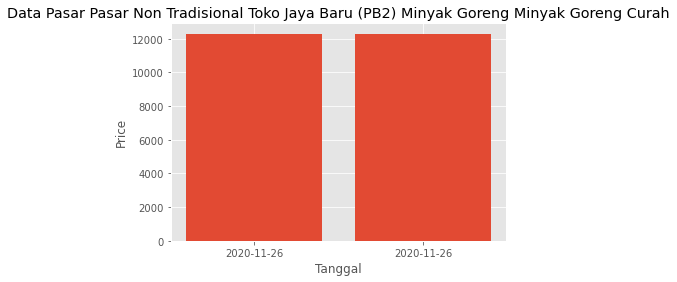 Data Pasar Pasar Non Tradisional Toko Jaya Baru (PB2) Minyak Goreng Minyak Goreng Curah
12000
10000
8000
6000
4000
2000
0
Price
2020-11-26 2020-11-26
Tanggal